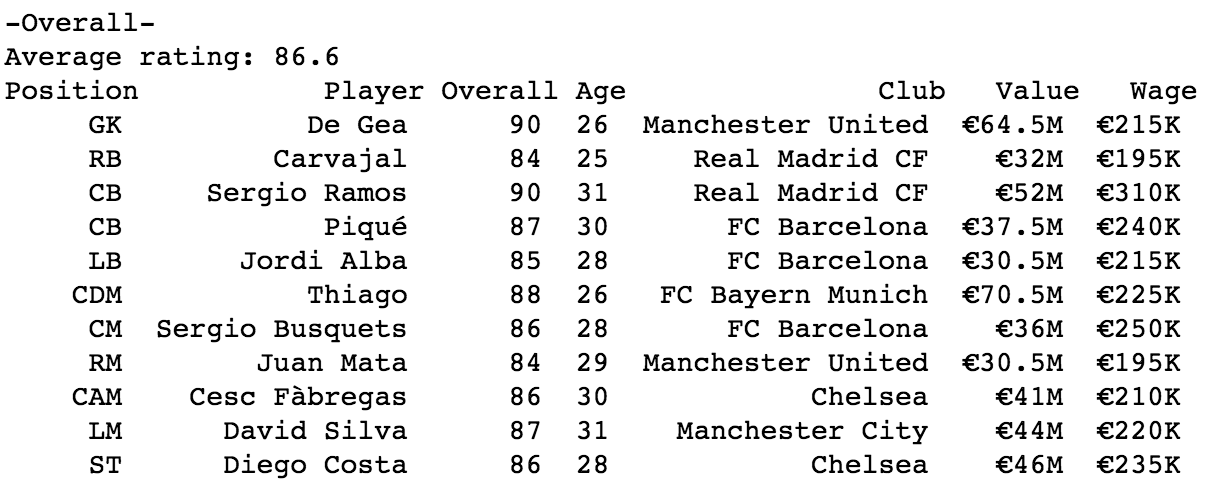 -Overall-
Average rating: 86.6
Position Player Overall Age Club Value Wage
GK De Gea 90 26 Manchester United €64.5M €215K
RB Carvajal 84 25 Real Madrid CF €32M €195K
CB Sergio Ramos 90 31 Real Madrid CF €52M €310K
CB Piqué 87 30 FC Barcelona €37.5M €240K
LB Jordi Alba 85 28 FC Barcelona €30.5M €215K
CDM Thiago 88 26 FC Bayern Munich €70.5M €225K
CM Sergio Busquets 86 28 FC Barcelona €36M €250K
RM Juan Mata 84 29 Manchester United €30.5M €195K
CAM Cesc Fàbregas 86 30 Chelsea €41M €210K
LM David Silva 87 31 Manchester City €44M €220K
ST Diego Costa 86 28 Chelsea €46M €235K